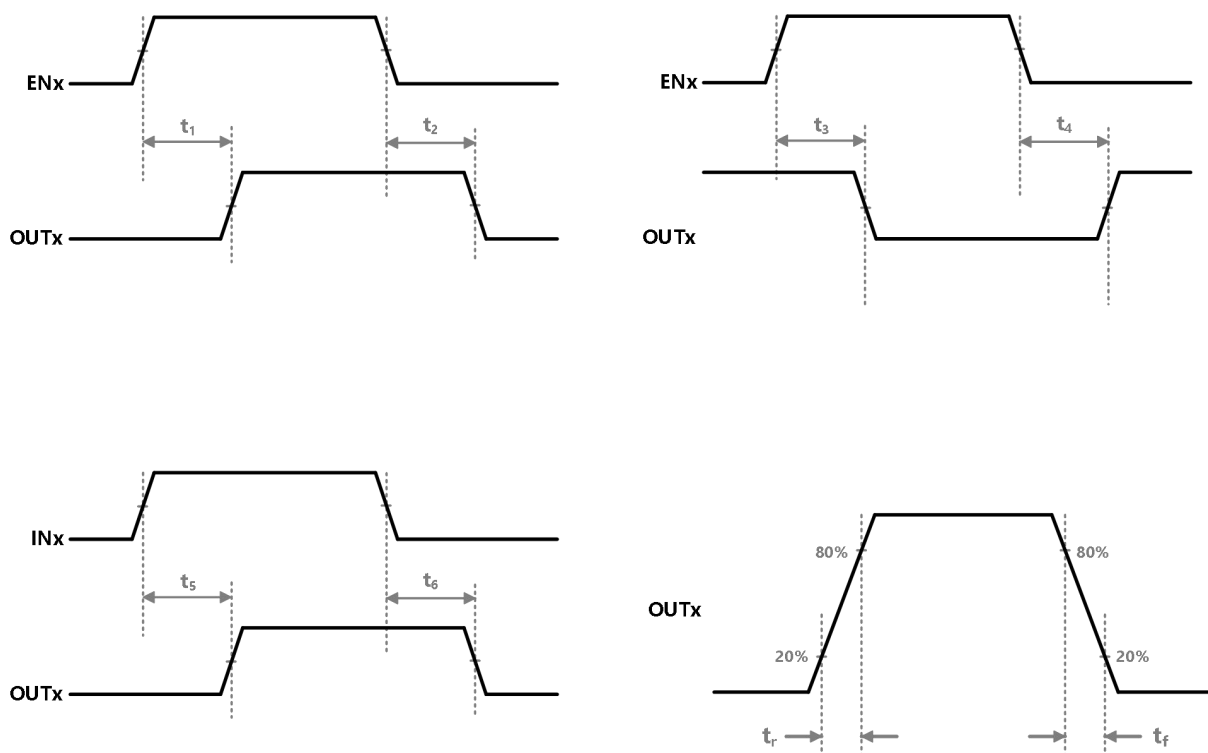 ENx
t1
t2
OUTx
ENx
t3
t4
OUTx
INx
t5
t6
OUTx
80%
80%
OUTx
20%
20%
tr
tf